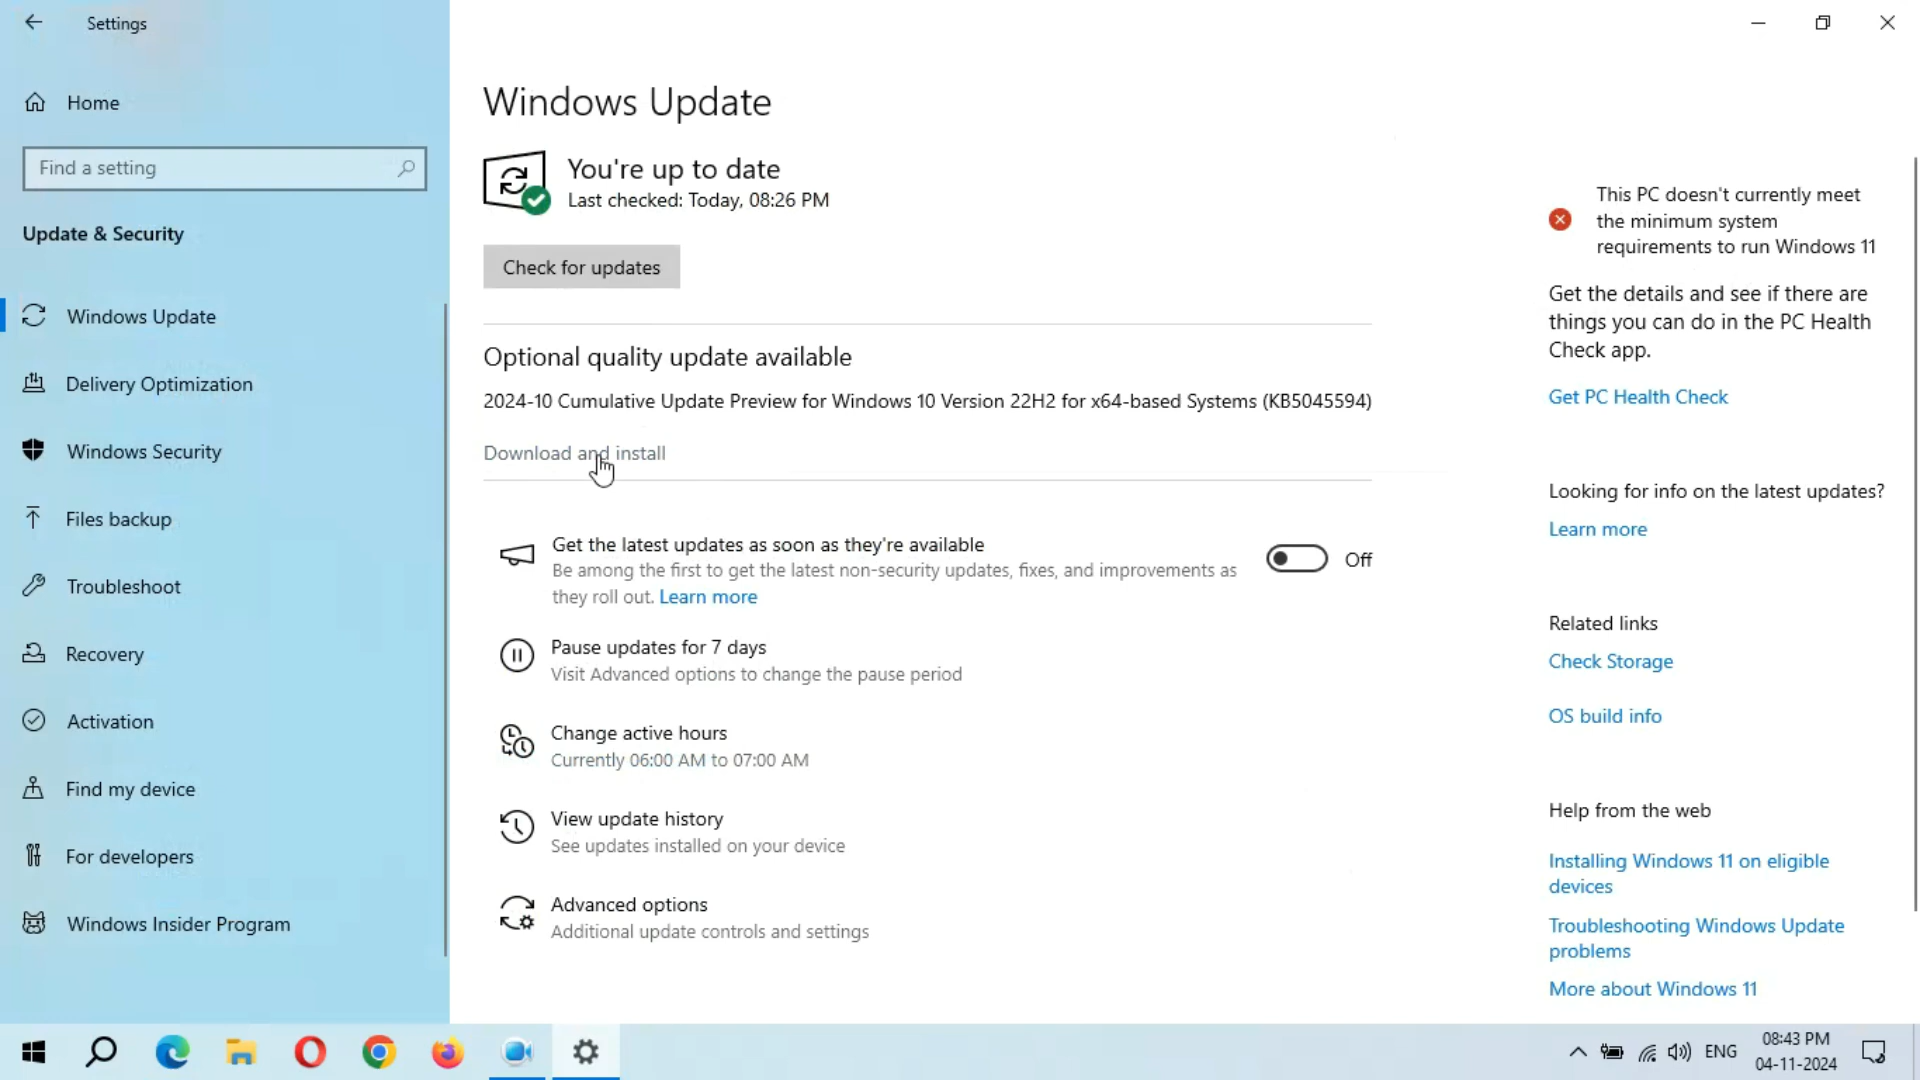 Settings
Home
Find a setting
Update & Security
Windows Update
Delivery Optimization
Windows Security
Files backup
Troubleshoot
Recovery
Activation
Find my device
For developers
Windows Insider Program
Windows Update
You're up to date
Last checked: Today, 08:26 PM
Check for updates
Optional quality update available
2024-10 Cumulative Update Preview for Windows 10 Version 22H2 for x64-based Systems (KB5045594)
Download and install
Get the latest updates as soon as they're available
Be among the first to get the latest non-security updates, fixes, and improvements as
they roll out. Learn more
Off
Pause updates for 7 days
Visit Advanced options to change the pause period
Change active hours
Currently 06:00 AM to 07:00 AM
View update history
See updates installed on your device
Advanced options
Additional update controls and settings
This PC doesn't currently meet
the minimum system
requirements to run Windows 11
Get the details and see if there are
things you can do in the PC Health
Check app.
Get PC Health Check
Looking for info on the latest updates?
Learn more
Related links
Check Storage
OS build info
Help from the web
Installing Windows 11 on eligible
devices
Troubleshooting Windows Update
problems
More about Windows 11
ENG
08:43 PM
04-11-2024